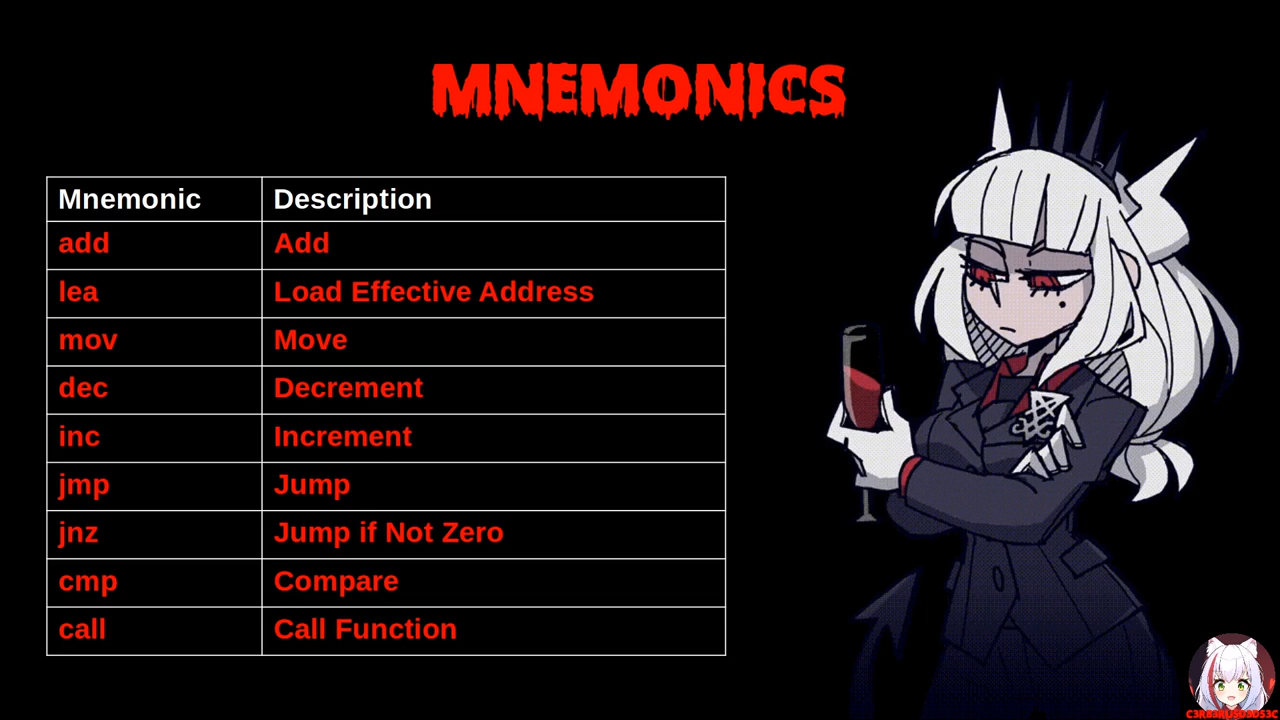 MNEMONICS
Mnemonic Description
add Add
lea Load Effective Address
mov Move
dec Decrement
inc Increment
jmp Jump
jnz Jump if Not Zero
cmp Compare
call Call Function